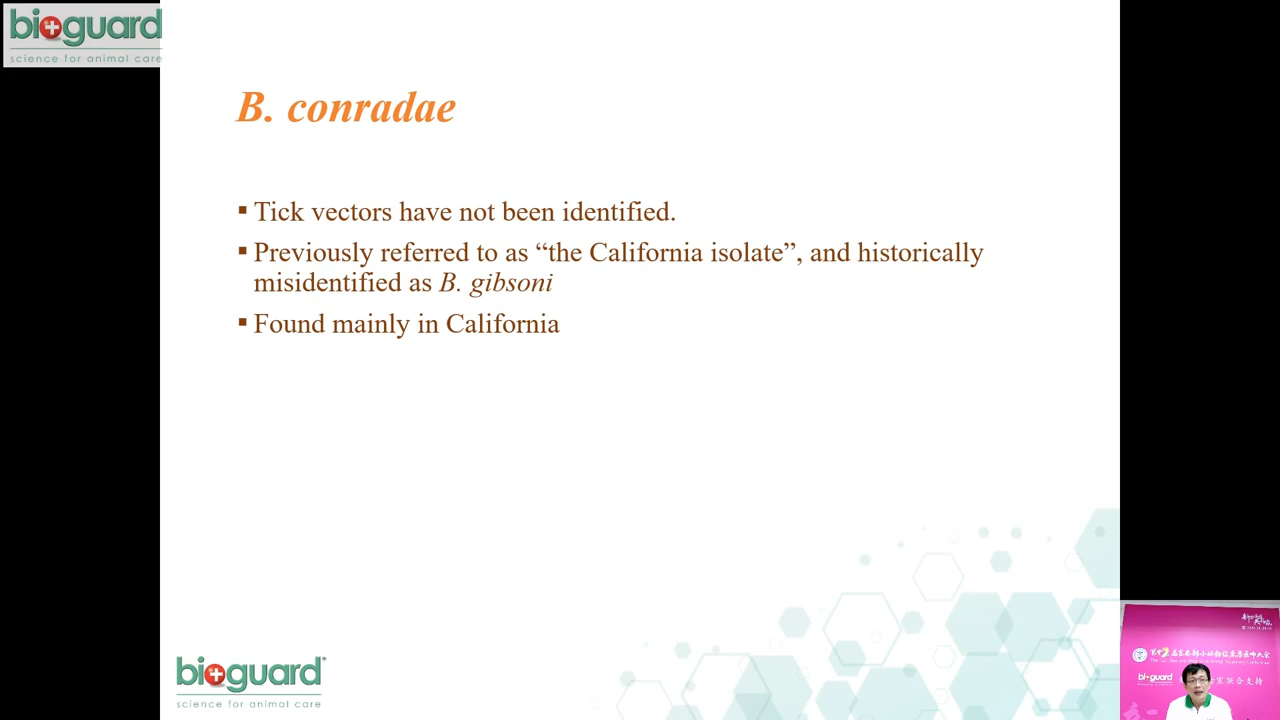 bioguard
science for animal care
B. conradae
▪ Tick vectors have not been identified.
▪ Previously referred to as “the California isolate”, and historically
misidentified as B. gibsoni
▪ Found mainly in California
bioguard
science for animal care
bioguard